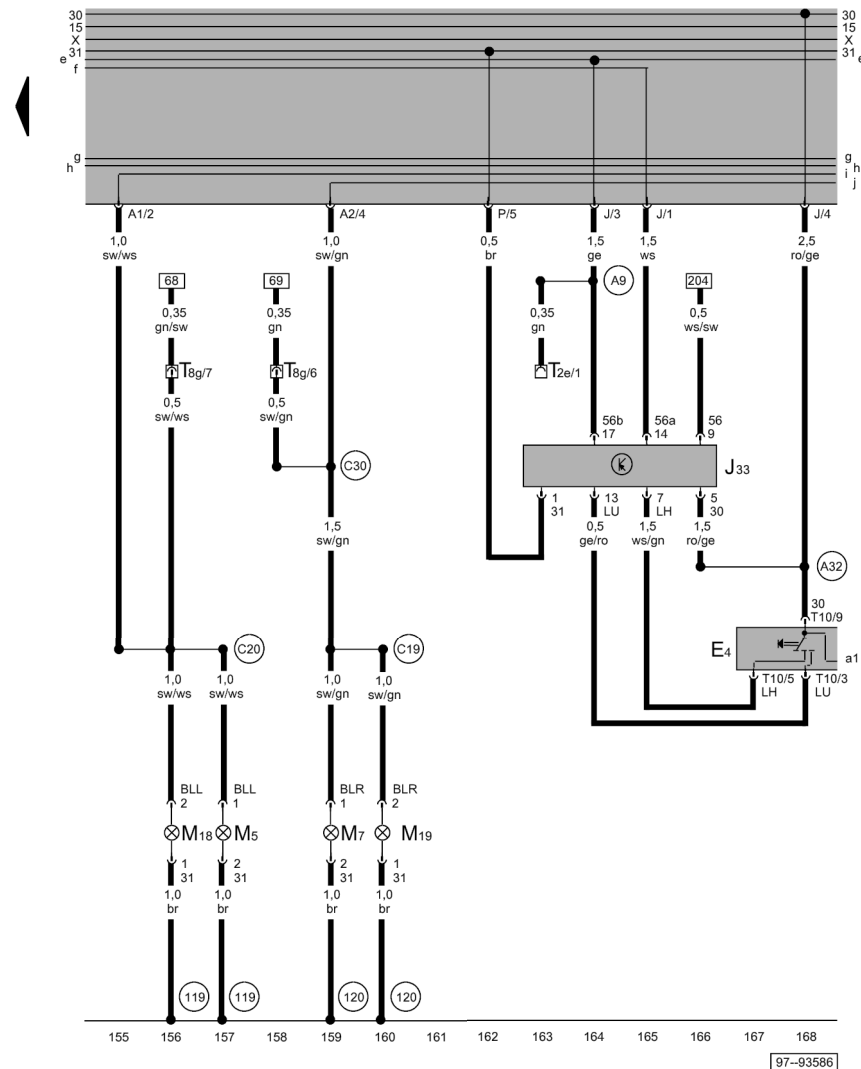 30 30
15 15
X X
31 31
e e
f
g g
h h
i
j
A1/2 A2/4 P/5 J/3 J/1 J/4
1,0 1,0 0,5 1,5 1,5 2,5
sw/ws sw/gn br ge ws ro/ge
68 69 A9 204
0,35 0,35 0,35 0,5
gn/sw gn gn ws/sw
T8g/7 T8g/6 T2e/1
0,5 0,5
sw/ws sw/gn
56b 56a 56
17 14 9
C30 J33
1 13 7 5
31 LU LH 30
1,5 0,5 1,5 1,5
sw/gn ge/ro ws/gn ro/ge
A32
30
T10/9
C20 C19 E4 a1
1,0 1,0 1,0 1,0 T10/5 T10/3
sw/ws sw/ws sw/gn sw/gn LH LU
BLL BLL BLR BLR
2 1 1 2
M18 M5 M7 M19
1 2 2 1
31 31 31 31
1,0 1,0 1,0 1,0
br br br br
119 119 120 120
155 156 157 158 159 160 161 162 163 164 165 166 167 168
97--93586